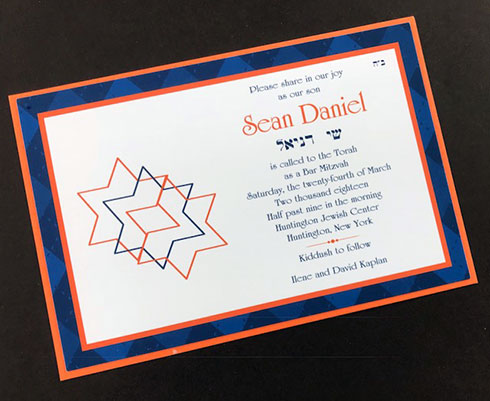 ב"ה
Please share in our joy
as our son
Sean Daniel
שי דניאל
is called to the Torah
as a Bar Mitzvah
Saturday, the twenty-fourth of March
Two thousand eighteen
Half past nine in the morning
Huntington Jewish Center
Huntington, New York
Kiddush to follow
Ilene and David Kaplan